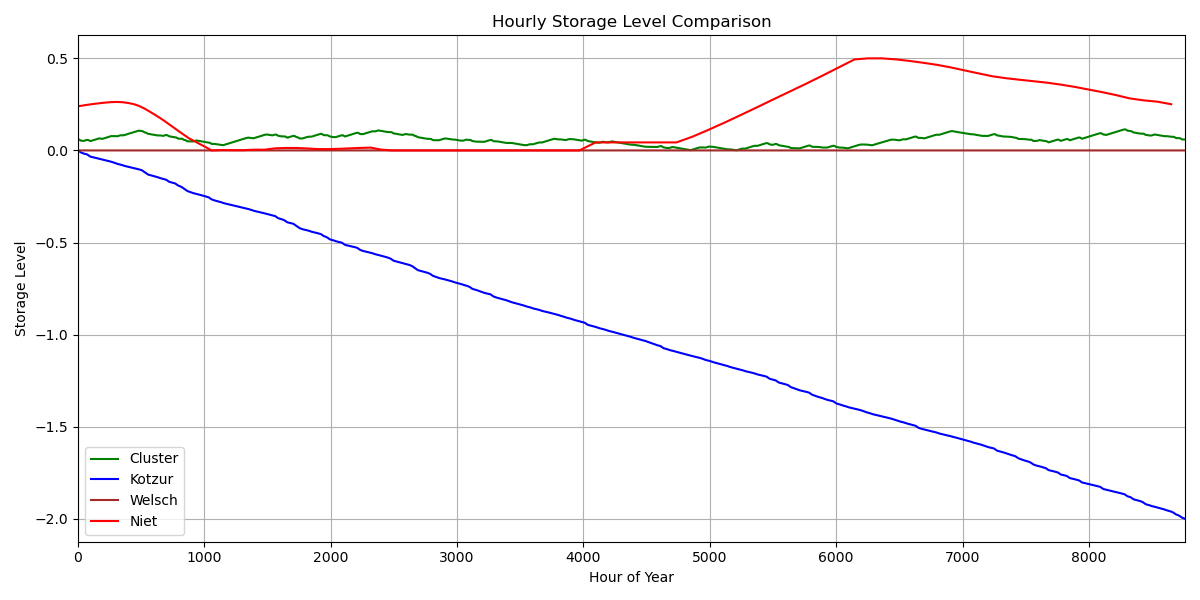 Hourly Storage Level Comparison
Storage Level
0.5
0.0
−0.5
−1.0
−1.5
−2.0
Cluster
Kotzur
Welsch
Niet
0 1000 2000 3000 4000 5000 6000 7000 8000
Hour of Year